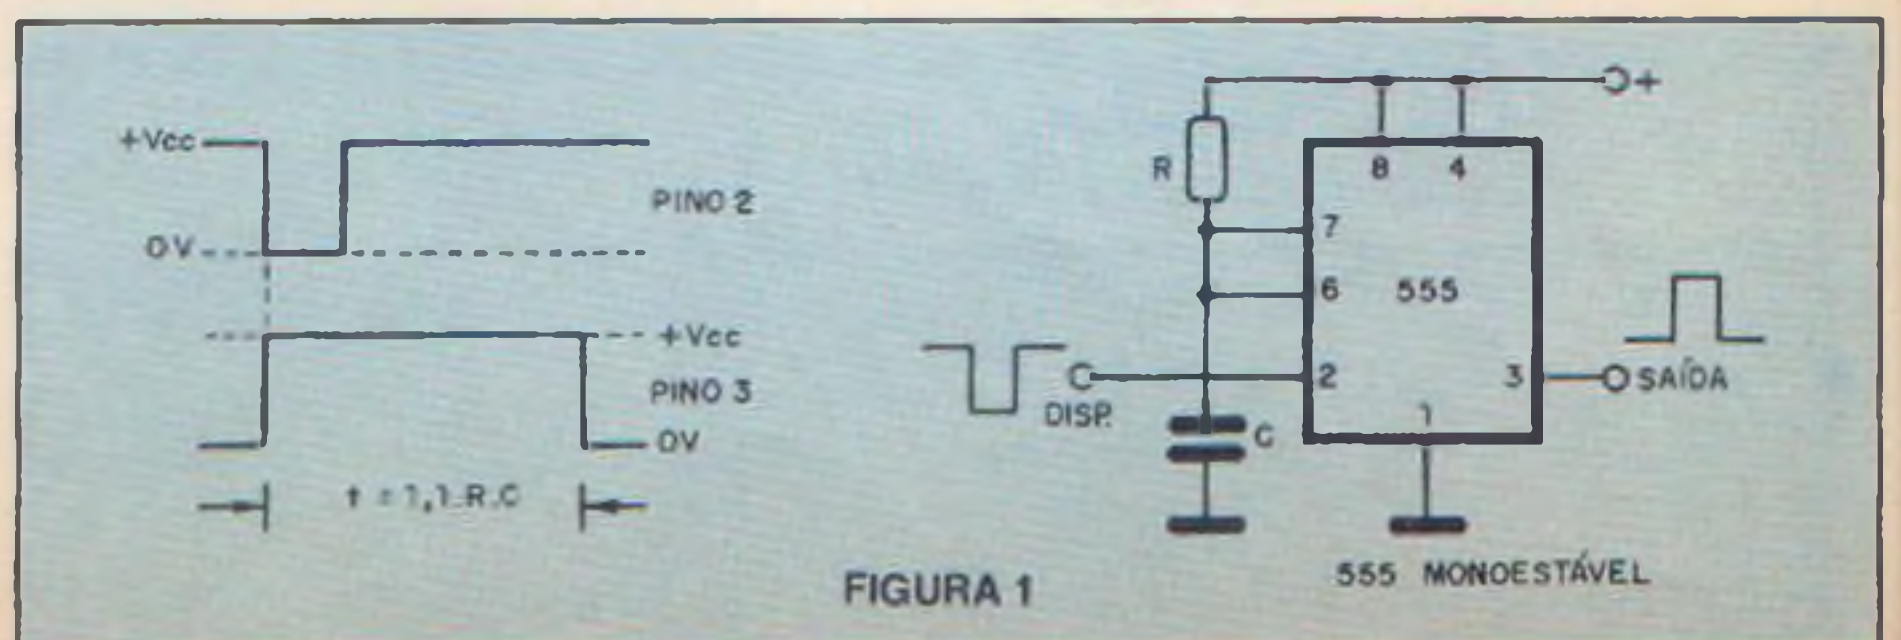 +Vcc
PINO 2
0V
+Vcc
PINO 3
0V
t = 1,1.R.C
+
R
8 4
7
6 555
DISP.
2
3
SAÍDA
C
1
555 MONOESTÁVEL
FIGURA 1